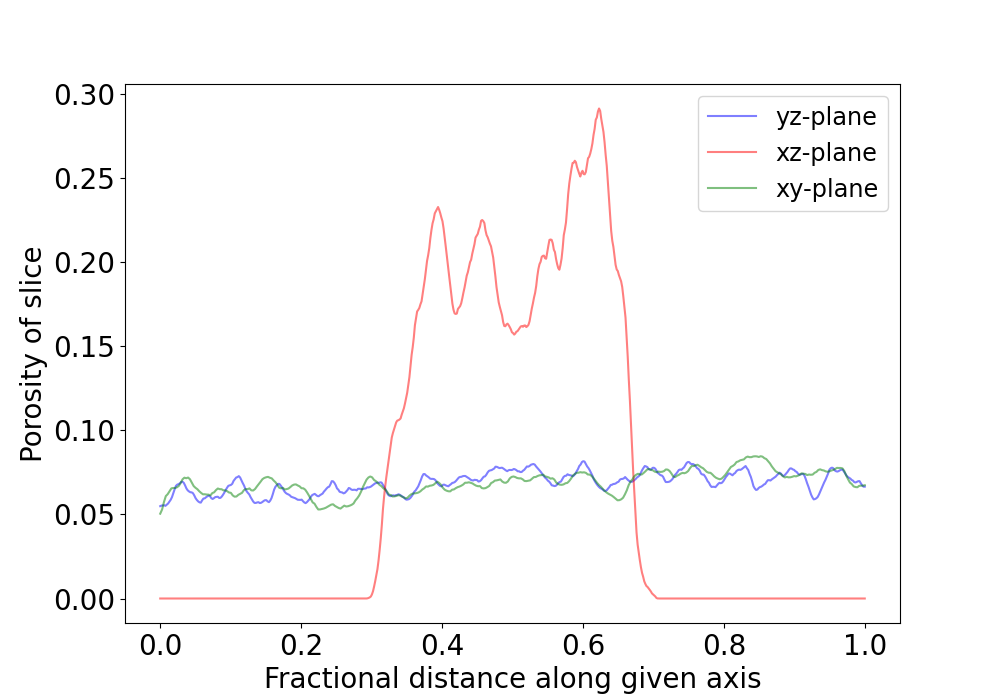 0.30
0.25
0.20
0.15
0.10
0.05
0.00
Porosity of slice
yz-plane
xz-plane
xy-plane
0.0 0.2 0.4 0.6 0.8 1.0
Fractional distance along given axis